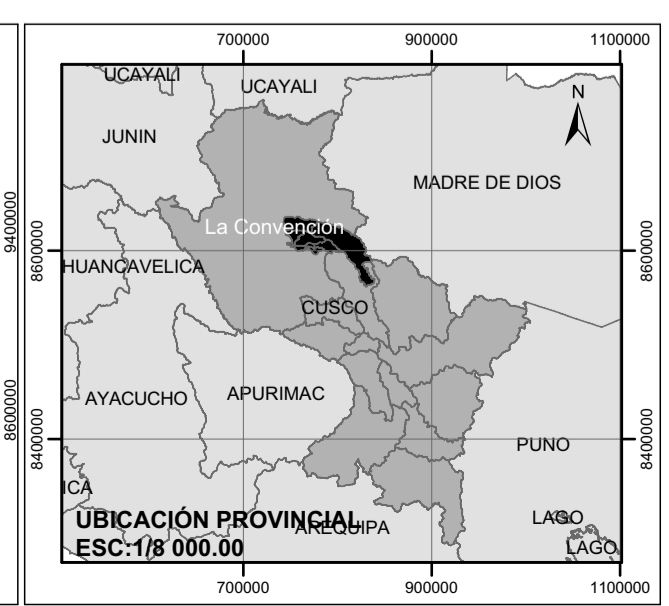 700000 900000 1100000
UCAYALI
UCAYALI
N
JUNIN
MADRE DE DIOS
9400000
La Convención
8600000
8600000
HUANCAVELICA
CUSCO
8600000
AYACUCHO
APURIMAC
8400000
8400000
PUNO
ICA
LAGO
UBICACIÓN PROVINCIAL
AREQUIPA
ESC:1/8 000.00
LAGO
700000 900000 1100000